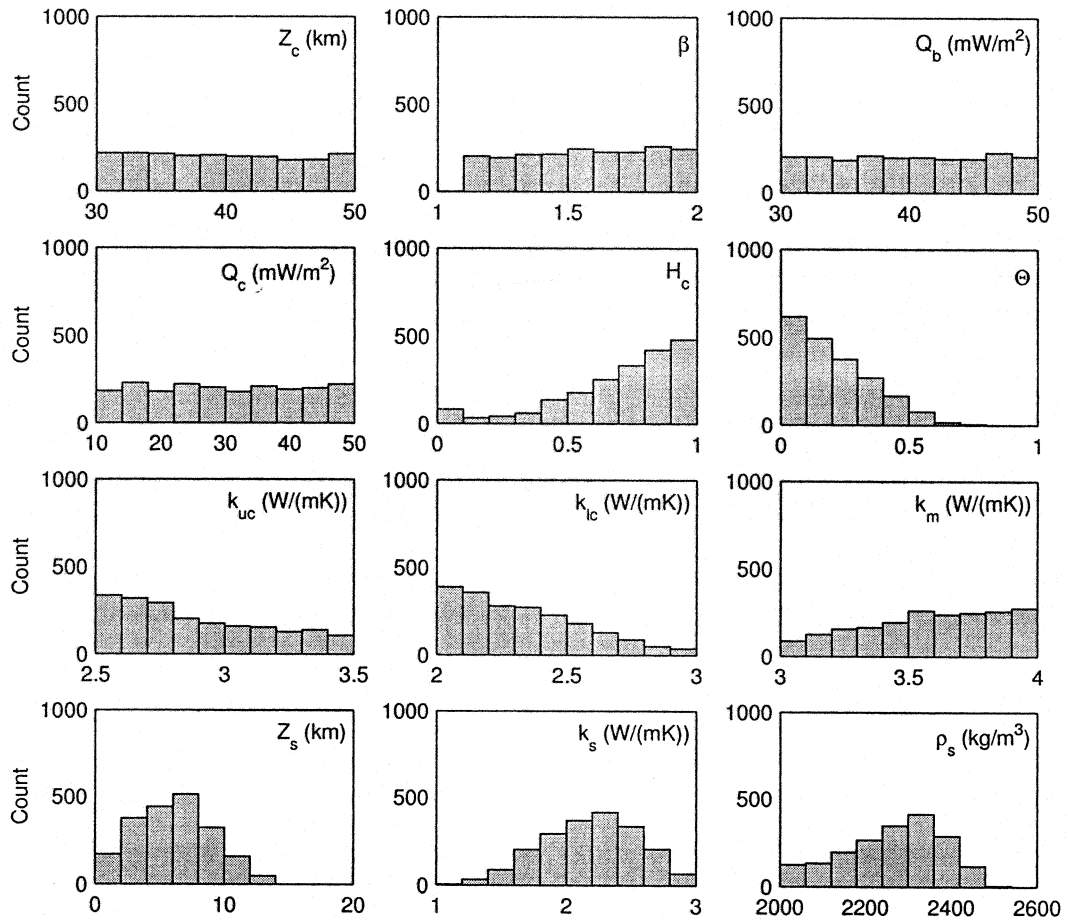 1000 1000 1000
Z_c (km) β Q_b (mW/m²)
Count
500 500 500
0 0 0
30 40 50 1 1.5 2 30 40 50
1000 1000 1000
Q_c (mW/m²) H_c Θ
Count
500 500 500
0 0 0
10 20 30 40 50 0 0.5 1 0 0.5 1
1000 1000 1000
k_uc (W/(mK)) k_lc (W/(mK)) k_m (W/(mK))
Count
500 500 500
0 0 0
2.5 3 3.5 2 2.5 3 3 3.5 4
1000 1000 1000
Z_s (km) k_s (W/(mK)) ρ_s (kg/m³)
Count
500 500 500
0 0 0
0 10 20 1 2 3 2000 2200 2400 2600